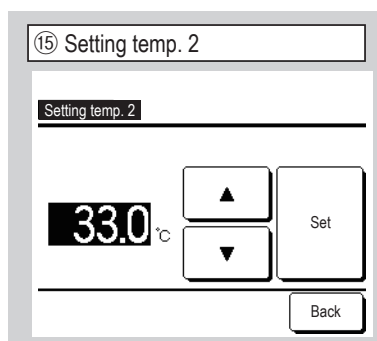 ⑮ Setting temp. 2
Setting temp. 2
33.0 °C
▲
▼
Set
Back